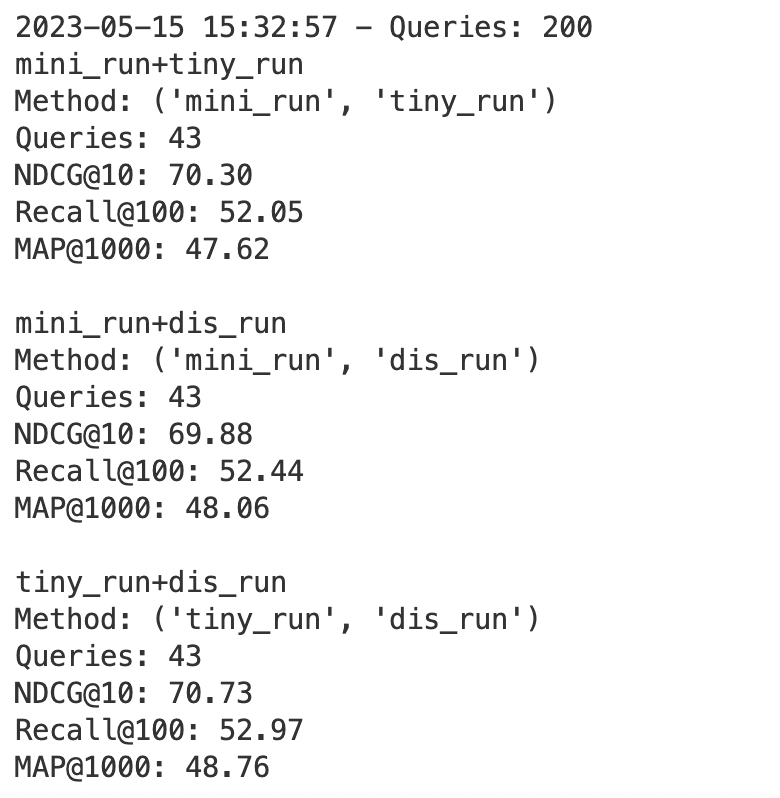 2023-05-15 15:32:57 - Queries: 200
mini_run+tiny_run
Method: ('mini_run', 'tiny_run')
Queries: 43
NDCG@10: 70.30
Recall@100: 52.05
MAP@1000: 47.62

mini_run+dis_run
Method: ('mini_run', 'dis_run')
Queries: 43
NDCG@10: 69.88
Recall@100: 52.44
MAP@1000: 48.06

tiny_run+dis_run
Method: ('tiny_run', 'dis_run')
Queries: 43
NDCG@10: 70.73
Recall@100: 52.97
MAP@1000: 48.76